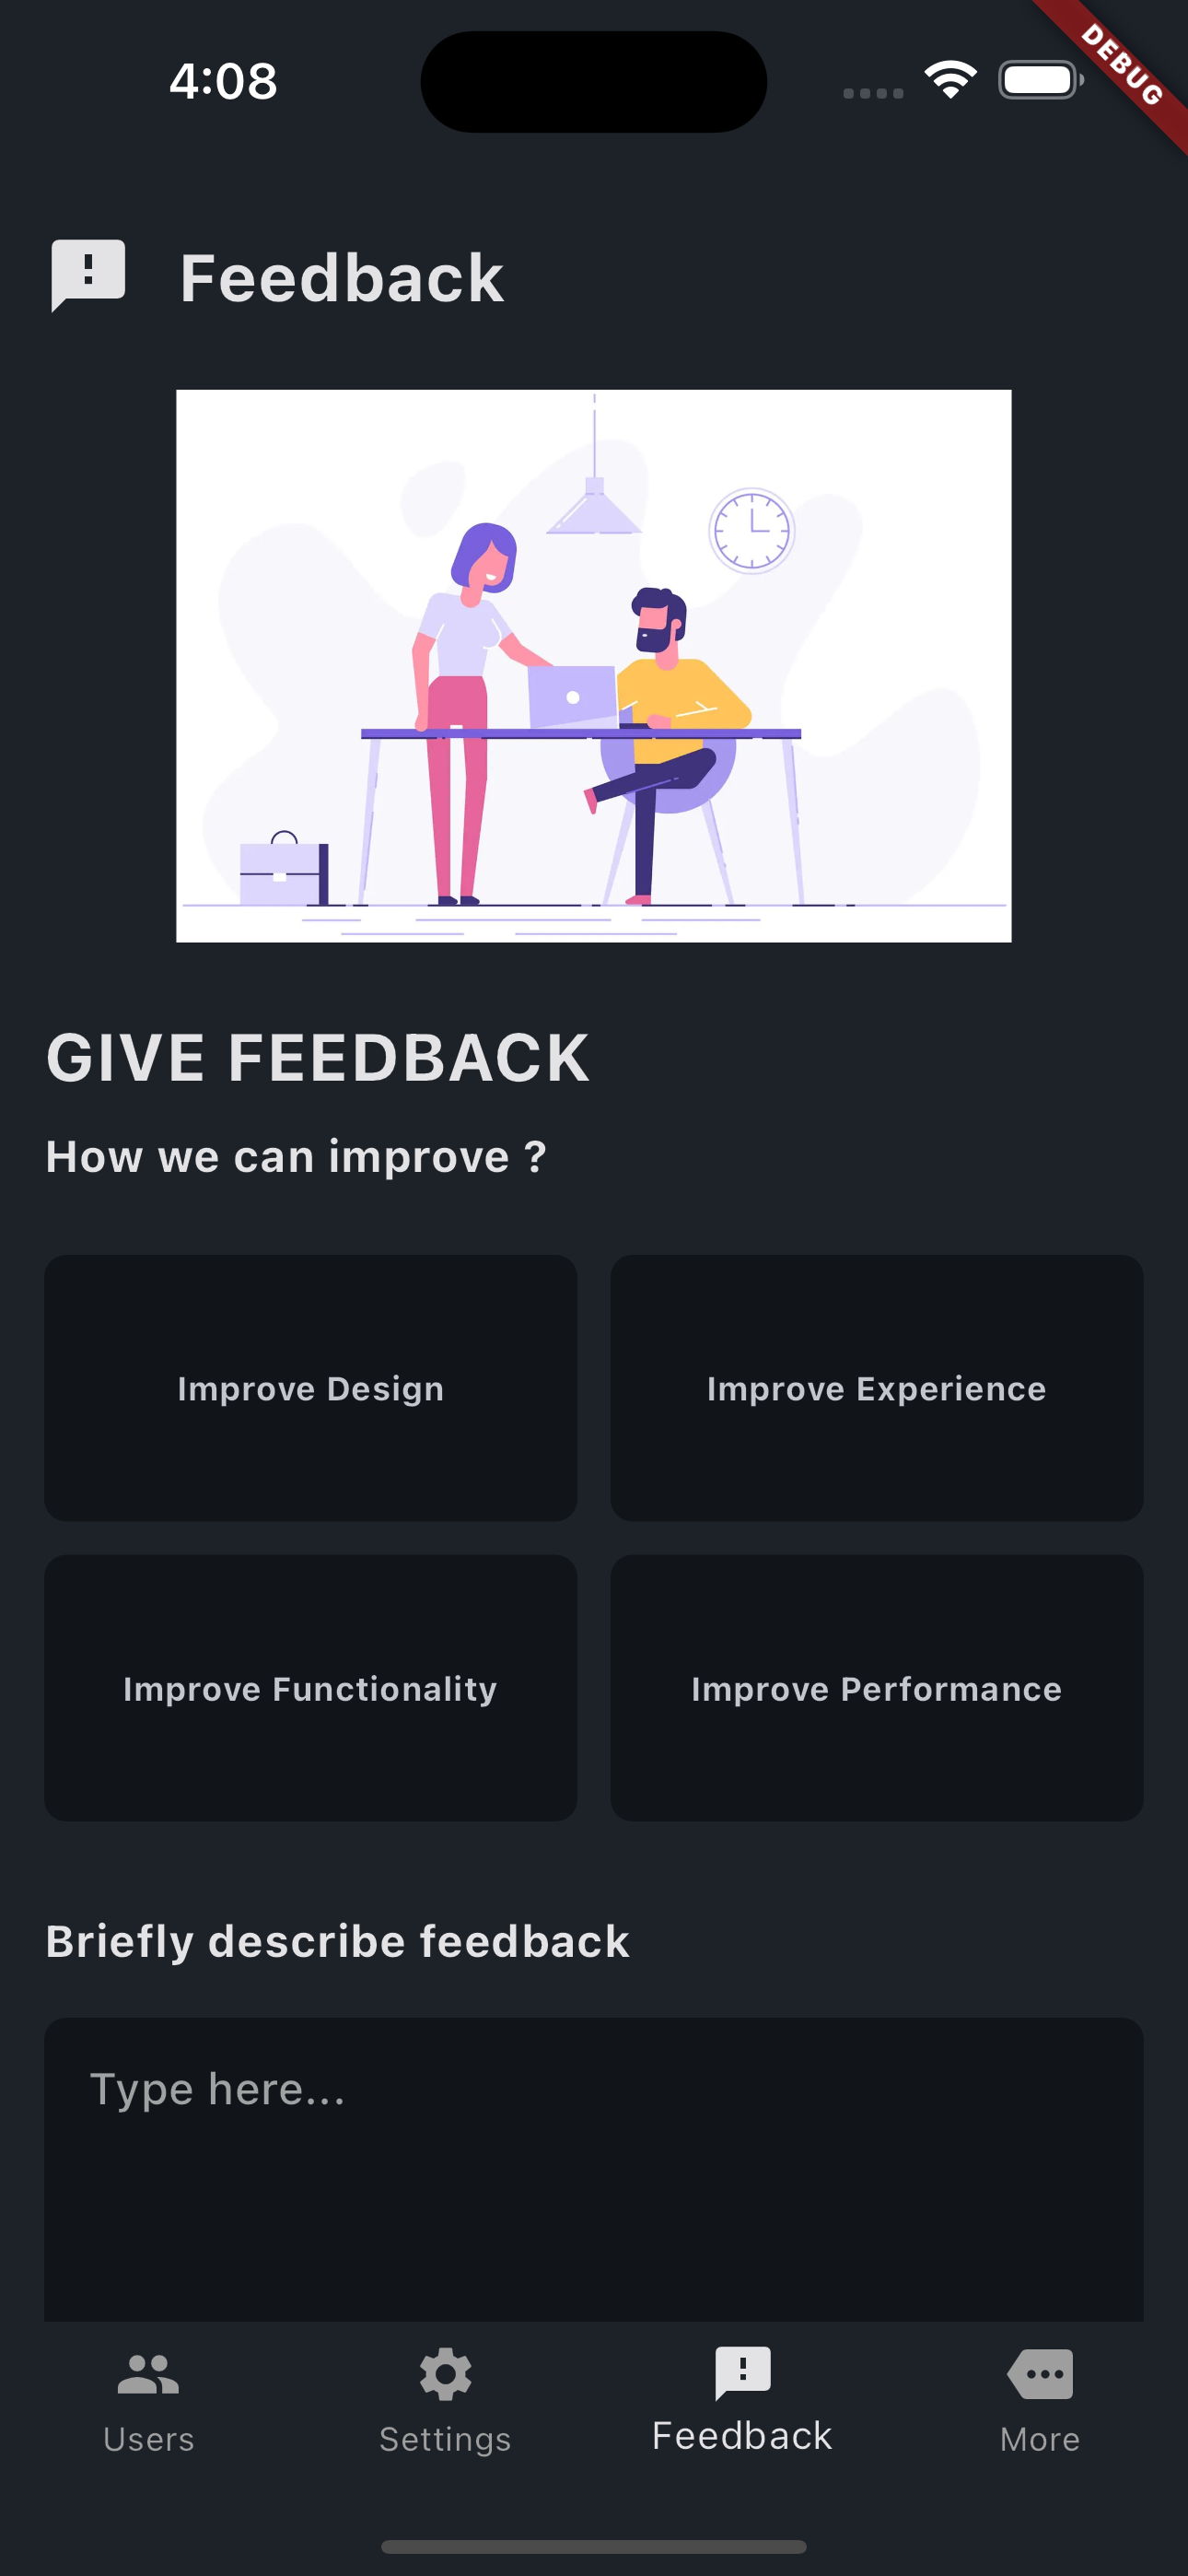 4:08
DEBUG
Feedback
GIVE FEEDBACK
How we can improve ?
Improve Design
Improve Experience
Improve Functionality
Improve Performance
Briefly describe feedback
Type here...
Users
Settings
Feedback
More